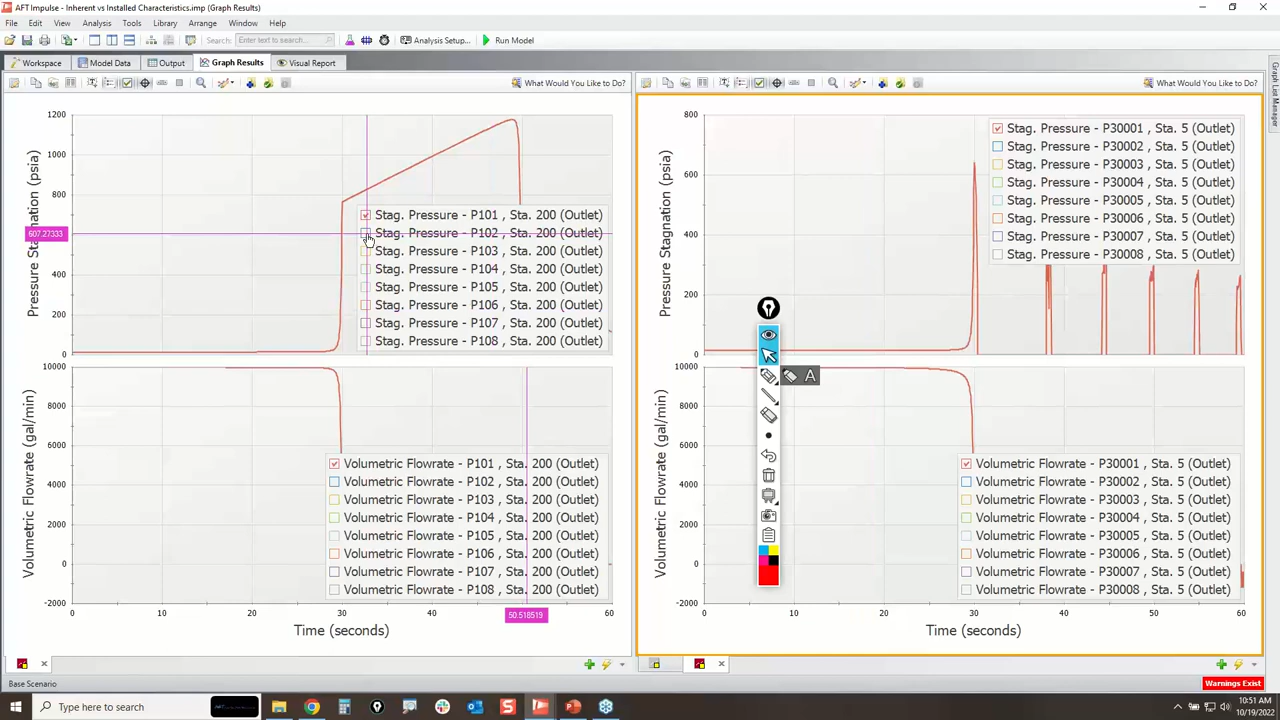 AFT Impulse - Inherent vs Installed Characteristics.imp (Graph Results)
File Edit View Analysis Tools Library Arrange Window Help
Search: Enter text to search... Analysis Setup... Run Model
Workspace Model Data Output Graph Results Visual Report
What Would You Like to Do?
Pressure Stagnation (psia)
1200
1000
800
607.27333
400
200
0
Stag. Pressure - P101 , Sta. 200 (Outlet)
Stag. Pressure - P102 , Sta. 200 (Outlet)
Stag. Pressure - P103 , Sta. 200 (Outlet)
Stag. Pressure - P104 , Sta. 200 (Outlet)
Stag. Pressure - P105 , Sta. 200 (Outlet)
Stag. Pressure - P106 , Sta. 200 (Outlet)
Stag. Pressure - P107 , Sta. 200 (Outlet)
Stag. Pressure - P108 , Sta. 200 (Outlet)
Volumetric Flowrate (gal/min)
10000
8000
6000
4000
2000
0
-2000
Volumetric Flowrate - P101 , Sta. 200 (Outlet)
Volumetric Flowrate - P102 , Sta. 200 (Outlet)
Volumetric Flowrate - P103 , Sta. 200 (Outlet)
Volumetric Flowrate - P104 , Sta. 200 (Outlet)
Volumetric Flowrate - P105 , Sta. 200 (Outlet)
Volumetric Flowrate - P106 , Sta. 200 (Outlet)
Volumetric Flowrate - P107 , Sta. 200 (Outlet)
Volumetric Flowrate - P108 , Sta. 200 (Outlet)
0 10 20 30 40 50.518519 60
Time (seconds)
What Would You Like to Do?
Pressure Stagnation (psia)
800
600
400
200
0
Stag. Pressure - P30001 , Sta. 5 (Outlet)
Stag. Pressure - P30002 , Sta. 5 (Outlet)
Stag. Pressure - P30003 , Sta. 5 (Outlet)
Stag. Pressure - P30004 , Sta. 5 (Outlet)
Stag. Pressure - P30005 , Sta. 5 (Outlet)
Stag. Pressure - P30006 , Sta. 5 (Outlet)
Stag. Pressure - P30007 , Sta. 5 (Outlet)
Stag. Pressure - P30008 , Sta. 5 (Outlet)
A
Volumetric Flowrate (gal/min)
10000
8000
6000
4000
2000
0
-2000
Volumetric Flowrate - P30001 , Sta. 5 (Outlet)
Volumetric Flowrate - P30002 , Sta. 5 (Outlet)
Volumetric Flowrate - P30003 , Sta. 5 (Outlet)
Volumetric Flowrate - P30004 , Sta. 5 (Outlet)
Volumetric Flowrate - P30005 , Sta. 5 (Outlet)
Volumetric Flowrate - P30006 , Sta. 5 (Outlet)
Volumetric Flowrate - P30007 , Sta. 5 (Outlet)
Volumetric Flowrate - P30008 , Sta. 5 (Outlet)
0 10 20 30 40 50 60
Time (seconds)
Graph List Manager
Base Scenario Warnings Exist
Type here to search
10:51 AM
10/19/2022